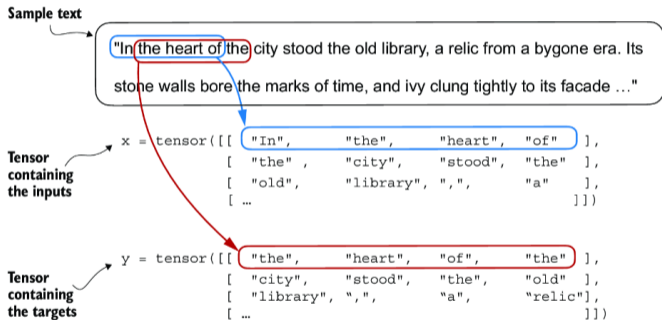 Sample text
"In the heart of the city stood the old library, a relic from a bygone era. Its
stone walls bore the marks of time, and ivy clung tightly to its facade …"
Tensor
containing
the inputs
x = tensor([[ "In", "the", "heart", "of" ],
[ "the" , "city", "stood", "the" ],
[ "old", "library", ",", "a" ],
[ … ]])
Tensor
containing
the targets
y = tensor([[ "the", "heart", "of", "the" ],
[ "city", "stood", "the", "old" ],
[ "library", ",", "a", "relic"],
[ … ]])